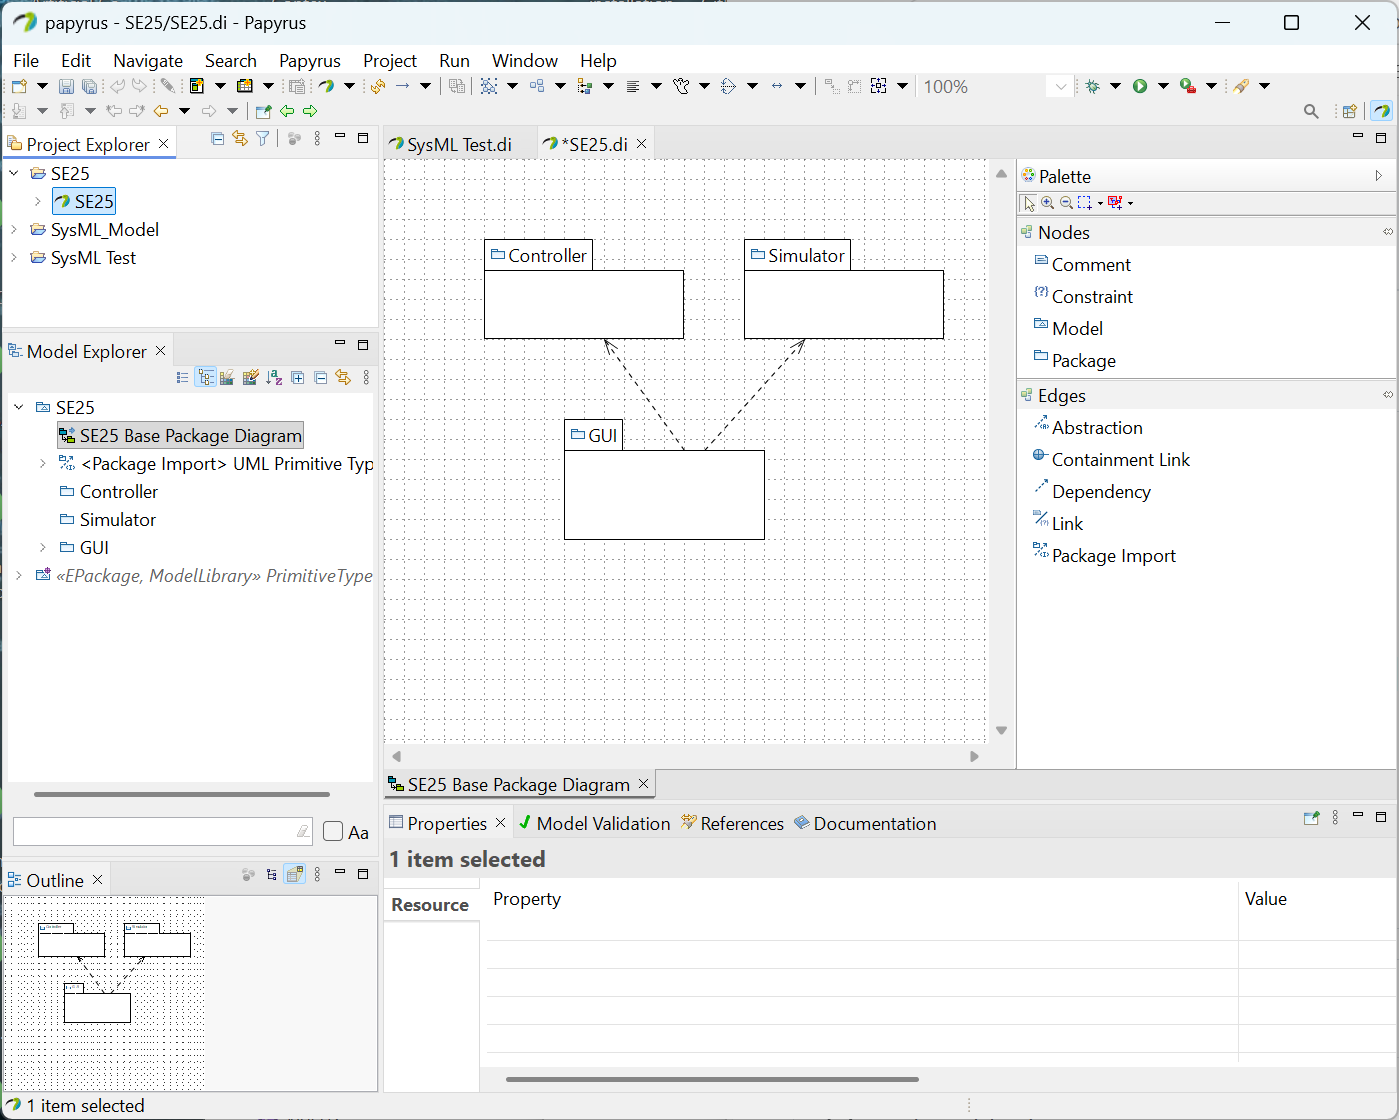 papyrus - SE25/SE25.di - Papyrus
File Edit Navigate Search Papyrus Project Run Window Help
100%
Project Explorer
SE25
SE25
SysML_Model
SysML Test
Model Explorer
SE25
SE25 Base Package Diagram
<Package Import> UML Primitive Typ
Controller
Simulator
GUI
«EPackage, ModelLibrary» PrimitiveType
Aa
Outline
SysML Test.di
*SE25.di
Controller
Simulator
GUI
SE25 Base Package Diagram
Palette
Nodes
Comment
Constraint
Model
Package
Edges
Abstraction
Containment Link
Dependency
Link
Package Import
Properties Model Validation References Documentation
1 item selected
Resource
Property Value
1 item selected